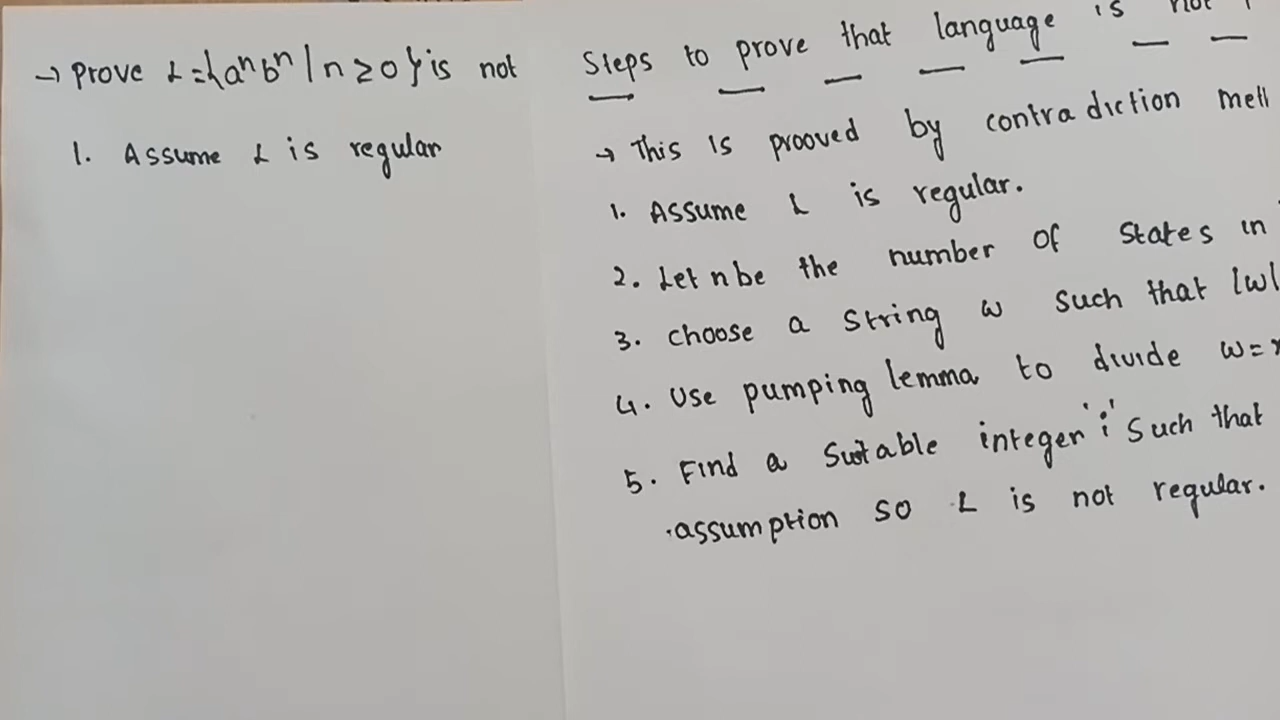 → Prove L = {aⁿbⁿ | n ≥ 0} is not
1. Assume L is regular
Steps to prove that language is not
→ This is prooved by contradiction
1. Assume L is regular.
2. Let n be the number of states in
3. choose a string w such that |w|
4. Use pumping lemma to divide w =
5. Find a Suitable integer 'i' such that
assumption so L is not regular.